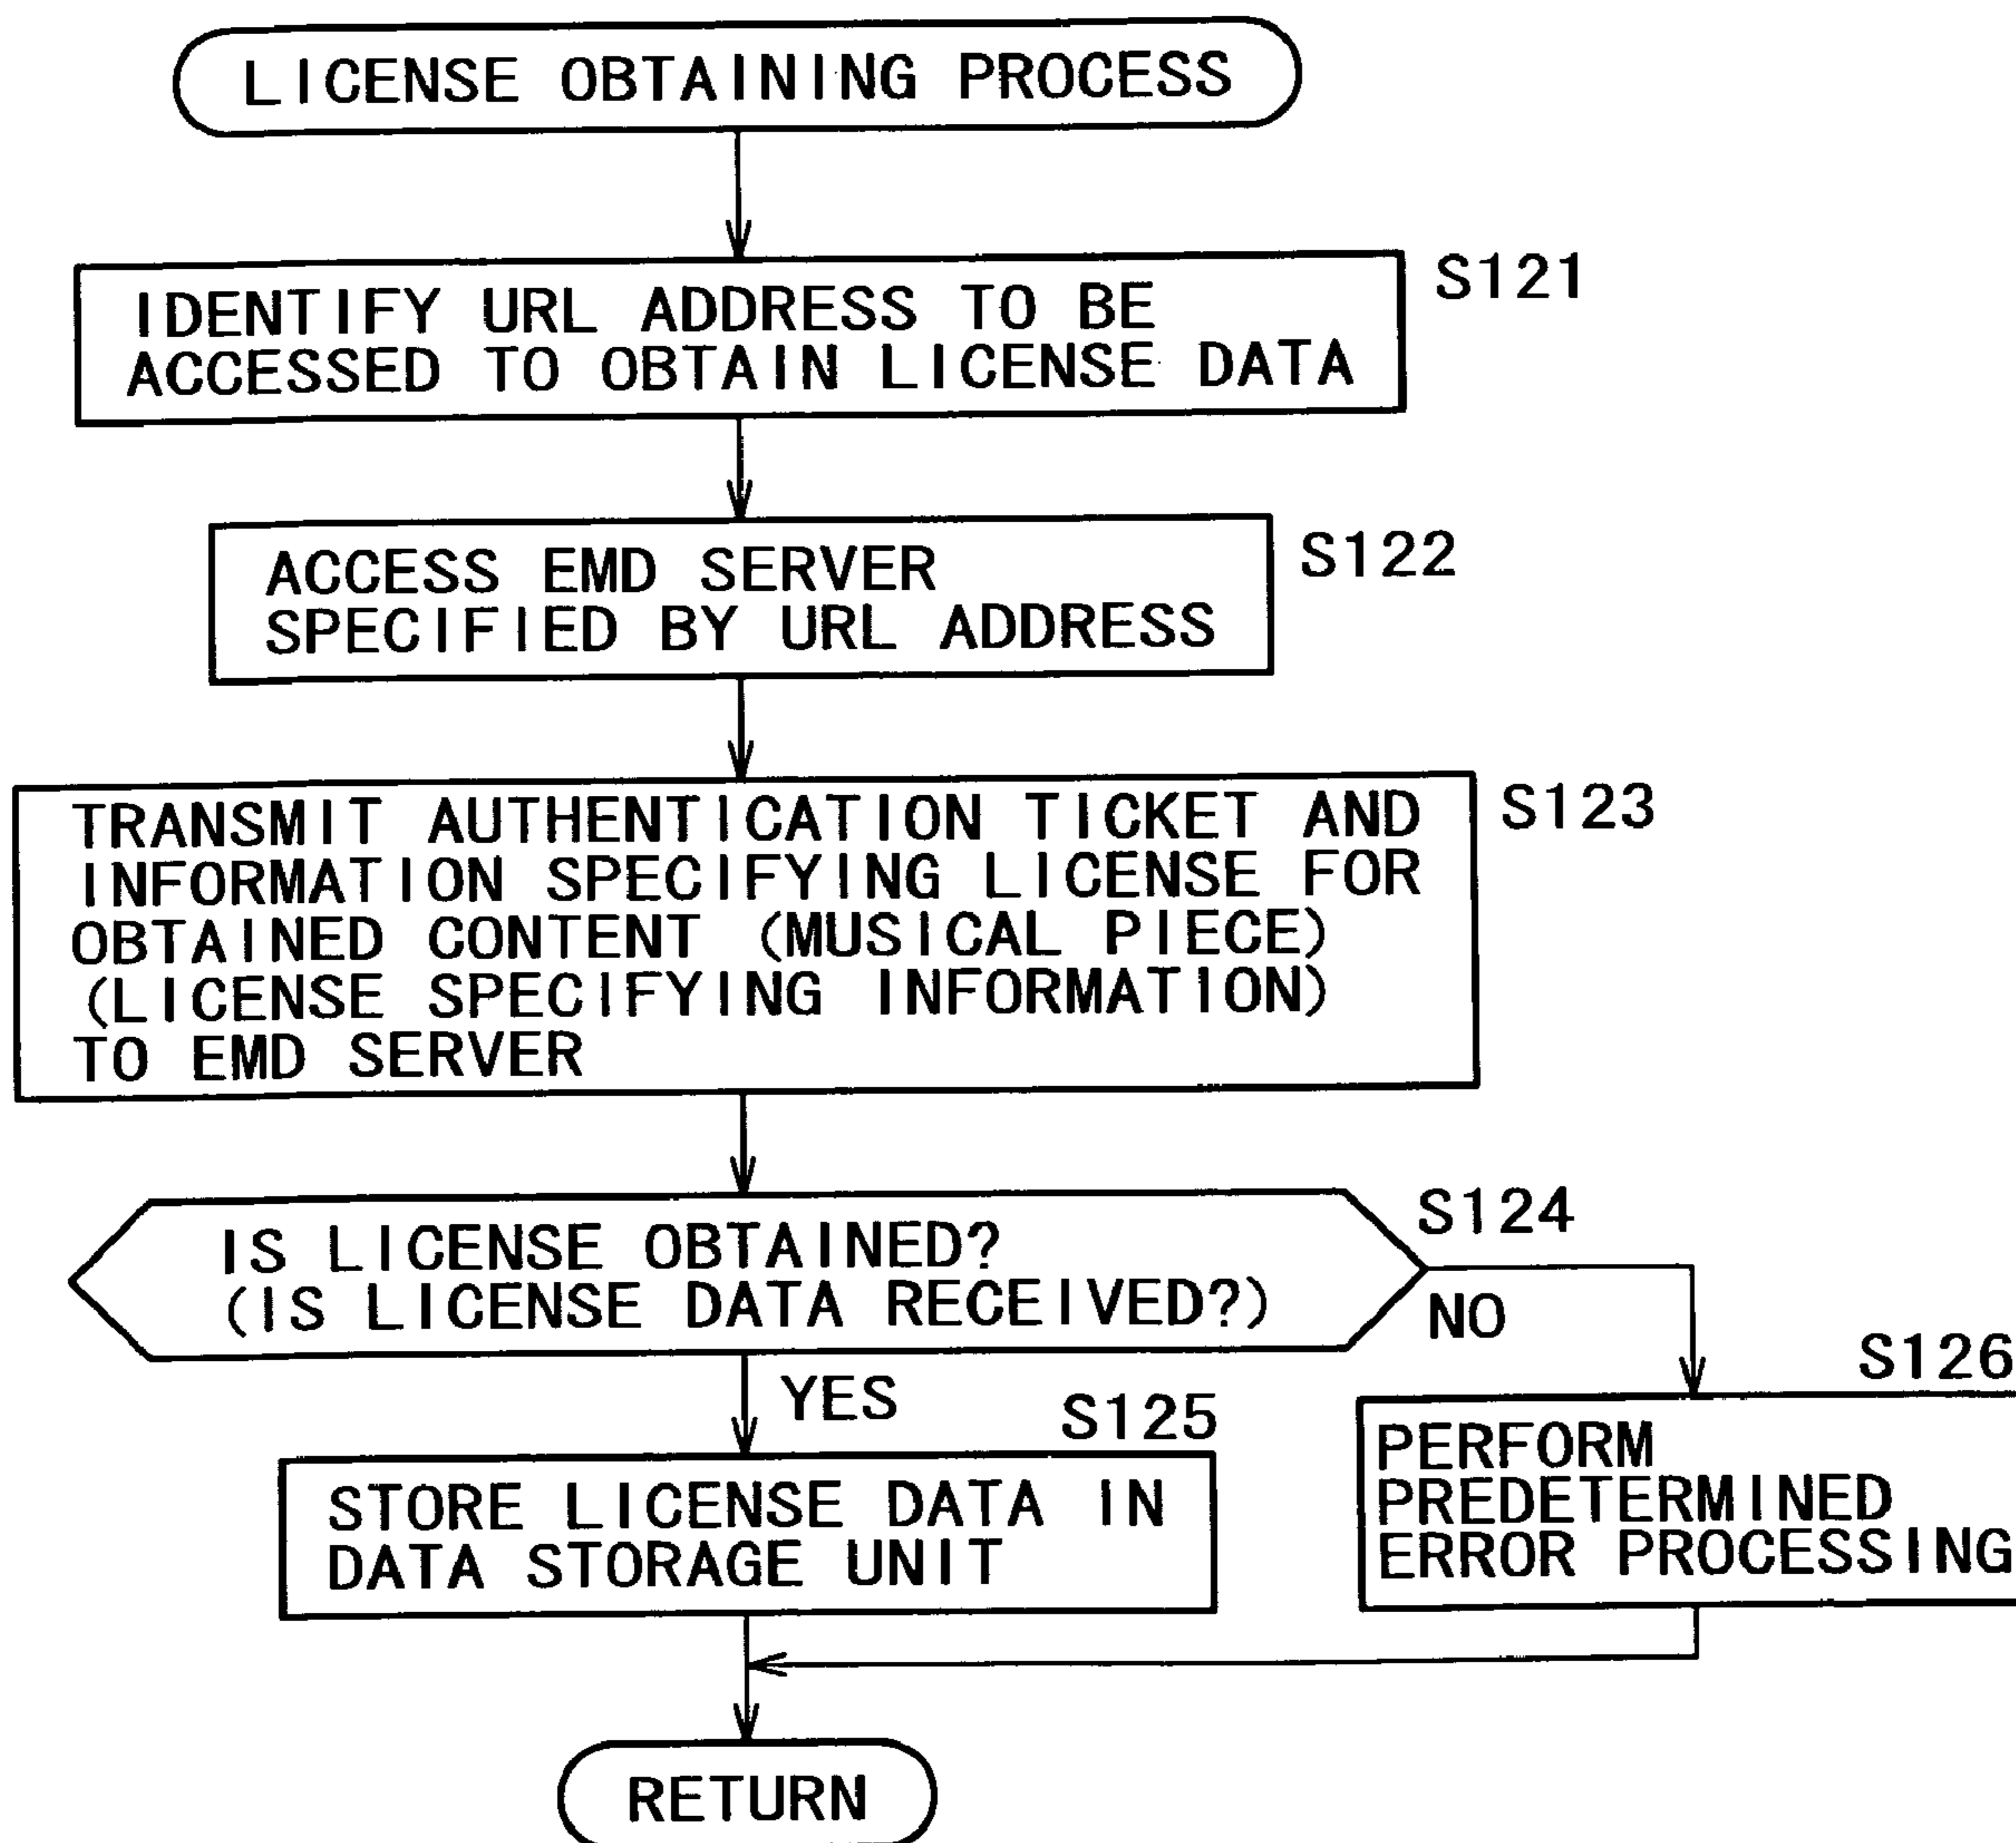 LICENSE OBTAINING PROCESS
S121
IDENTIFY URL ADDRESS TO BE
ACCESSED TO OBTAIN LICENSE DATA
S122
ACCESS EMD SERVER
SPECIFIED BY URL ADDRESS
S123
TRANSMIT AUTHENTICATION TICKET AND
INFORMATION SPECIFYING LICENSE FOR
OBTAINED CONTENT (MUSICAL PIECE)
(LICENSE SPECIFYING INFORMATION)
TO EMD SERVER
S124
IS LICENSE OBTAINED?
(IS LICENSE DATA RECEIVED?)
NO
YES
S125
STORE LICENSE DATA IN
DATA STORAGE UNIT
S126
PERFORM
PREDETERMINED
ERROR PROCESSING
RETURN